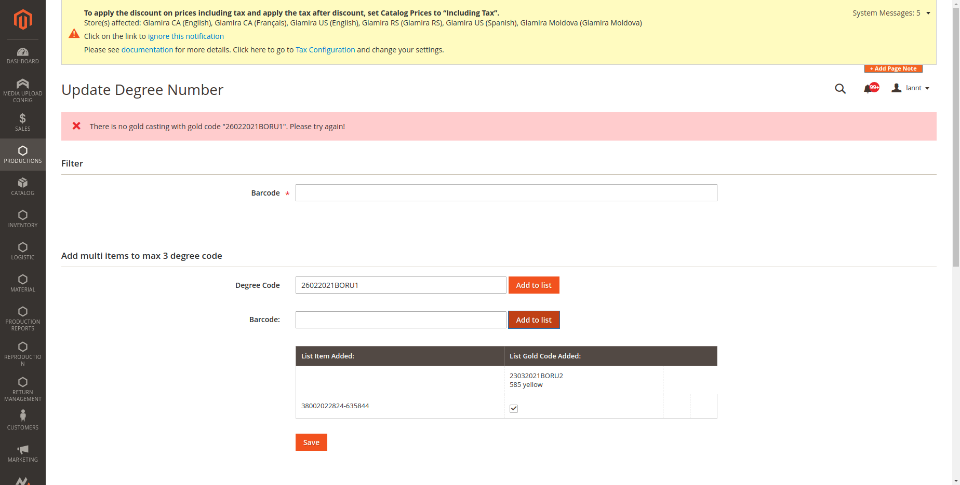 To apply the discount on prices including tax and apply the tax after discount, set Catalog Prices to "Including Tax".
Store(s) affected: Glamira CA (English), Glamira CA (Français), Glamira US (English), Glamira RS (Glamira RS), Glamira US (Spanish), Glamira Moldova (Glamira Moldova)
Click on the link to ignore this notification
Please see documentation for more details. Click here to go to Tax Configuration and change your settings.
System Messages: 5
+ Add Page Note
Update Degree Number
99+
lannt
There is no gold casting with gold code "26022021BORU1". Please try again!
Filter
Barcode *
Add multi items to max 3 degree code
Degree Code
26022021BORU1
Add to list
Barcode:
Add to list
List Item Added:
List Gold Code Added:
23032021BORU2
585 yellow
38002022824-635844
Save
DASHBOARD
MEDIA UPLOAD
CONFIG
$
SALES
PRODUCTIONS
CATALOG
INVENTORY
LOGISTIC
MATERIAL
PRODUCTION
REPORTS
REPRODUCTIO
N
RETURN
MANAGEMENT
CUSTOMERS
MARKETING